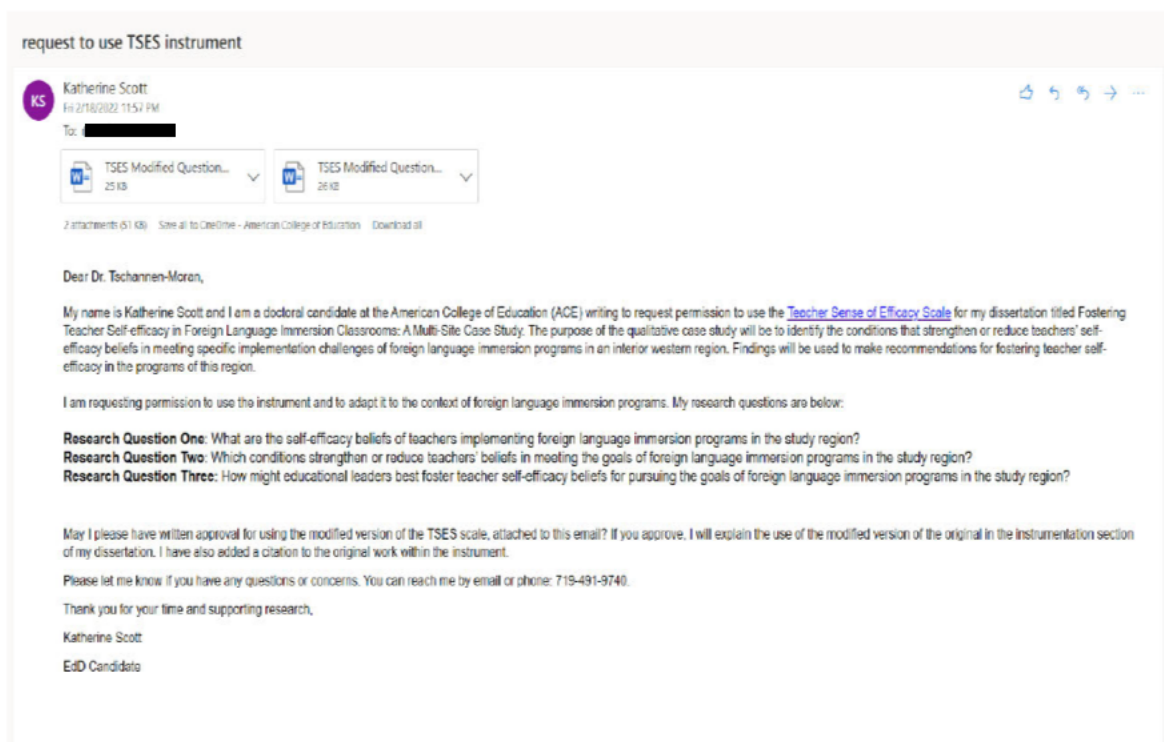 request to use TSES instrument
KS
Katherine Scott
Fri 2/18/2022 11:57 PM
To:
TSES Modified Question...
25 KB
TSES Modified Question...
26 KB
2 attachments (51 KB) Save all to OneDrive - American College of Education Download all
Dear Dr. Tschannen-Moran,
My name is Katherine Scott and I am a doctoral candidate at the American College of Education (ACE) writing to request permission to use the Teacher Sense of Efficacy Scale for my dissertation titled Fostering
Teacher Self-efficacy in Foreign Language Immersion Classrooms: A Multi-Site Case Study. The purpose of the qualitative case study will be to identify the conditions that strengthen or reduce teachers' self-
efficacy beliefs in meeting specific implementation challenges of foreign language immersion programs in an interior western region. Findings will be used to make recommendations for fostering teacher self-
efficacy in the programs of this region.
I am requesting permission to use the instrument and to adapt it to the context of foreign language immersion programs. My research questions are below:
Research Question One: What are the self-efficacy beliefs of teachers implementing foreign language immersion programs in the study region?
Research Question Two: Which conditions strengthen or reduce teachers' beliefs in meeting the goals of foreign language immersion programs in the study region?
Research Question Three: How might educational leaders best foster teacher self-efficacy beliefs for pursuing the goals of foreign language immersion programs in the study region?
May I please have written approval for using the modified version of the TSES scale, attached to this email? If you approve, I will explain the use of the modified version of the original in the instrumentation section
of my dissertation. I have also added a citation to the original work within the instrument.
Please let me know if you have any questions or concerns. You can reach me by email or phone: 719-491-9740.
Thank you for your time and supporting research,
Katherine Scott
EdD Candidate